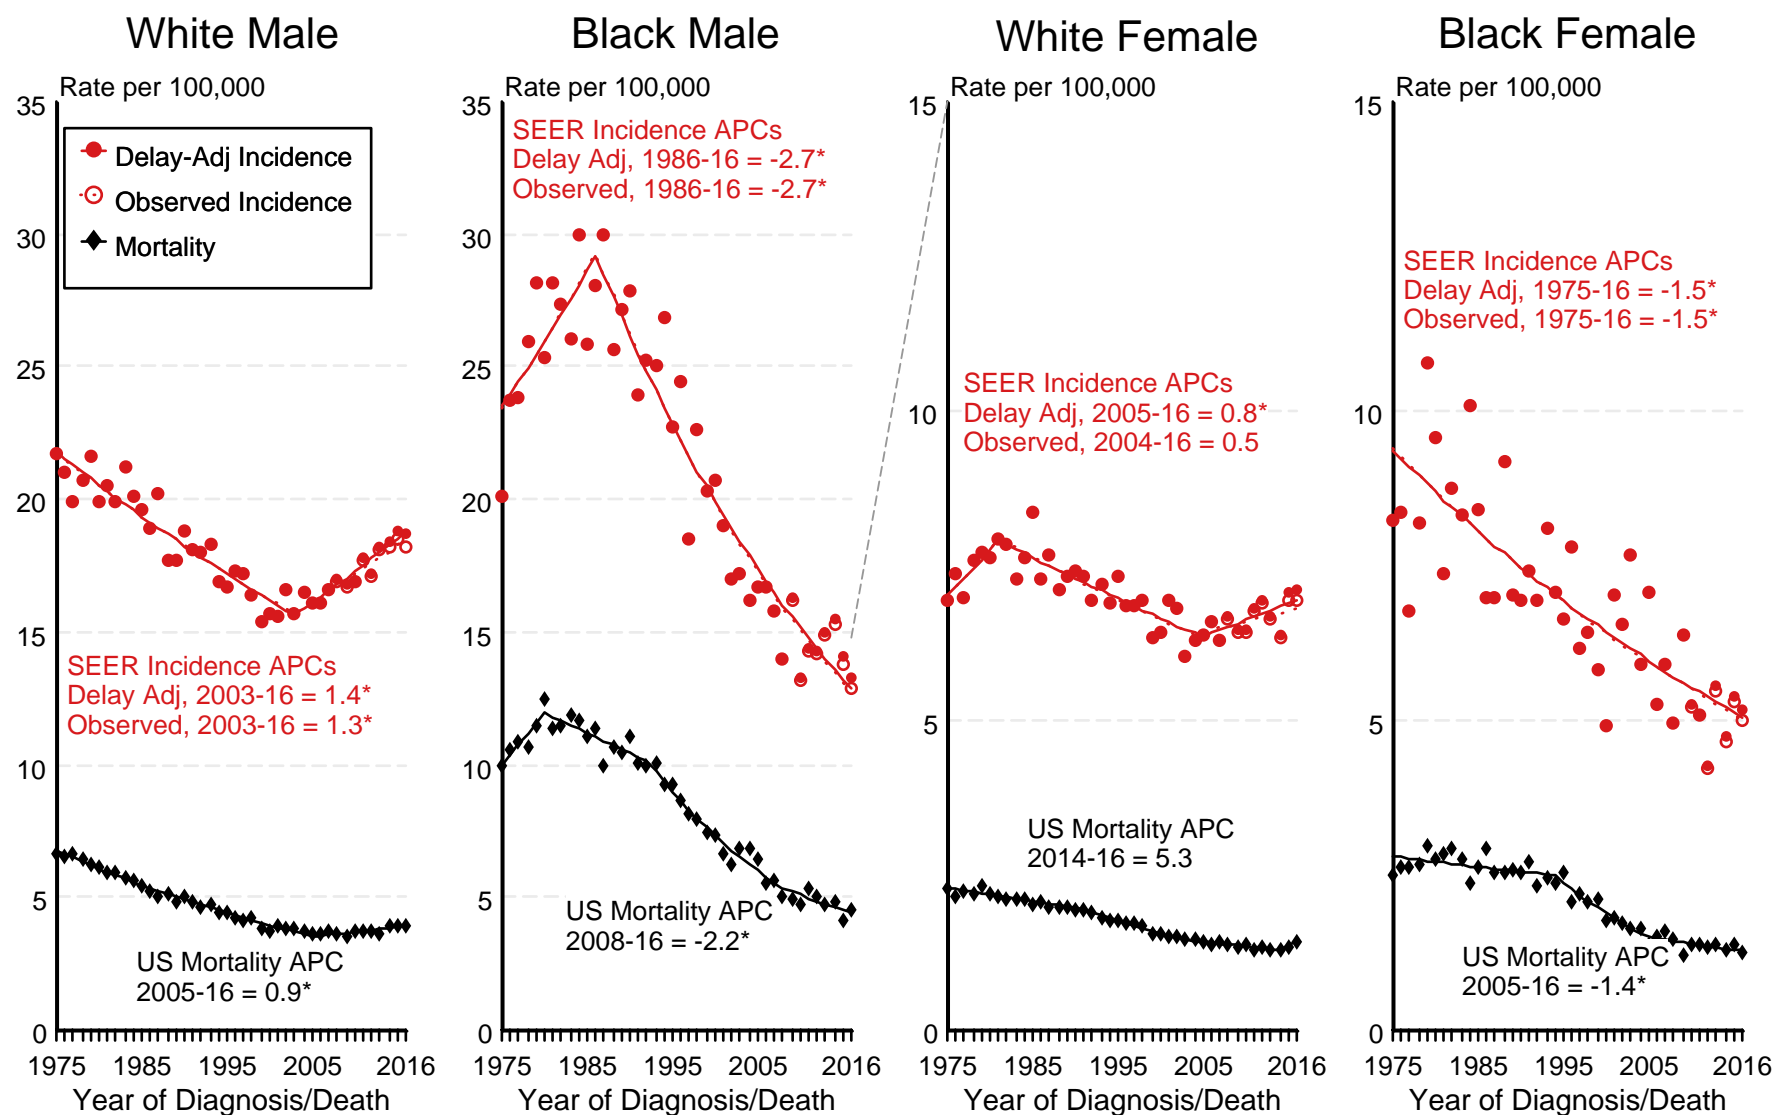 White Male
Rate per 100,000
35
30
25
20
15
10
5
0
Delay-Adj Incidence
Observed Incidence
Mortality
SEER Incidence APCs
Delay Adj, 2003-16 = 1.4*
Observed, 2003-16 = 1.3*
US Mortality APC
2005-16 = 0.9*
1975 1985 1995 2005 2016
Year of Diagnosis/Death
Black Male
Rate per 100,000
35
30
25
20
15
10
5
0
SEER Incidence APCs
Delay Adj, 1986-16 = -2.7*
Observed, 1986-16 = -2.7*
US Mortality APC
2008-16 = -2.2*
1975 1985 1995 2005 2016
Year of Diagnosis/Death
White Female
Rate per 100,000
15
10
5
0
SEER Incidence APCs
Delay Adj, 2005-16 = 0.8*
Observed, 2004-16 = 0.5
US Mortality APC
2014-16 = 5.3
1975 1985 1995 2005 2016
Year of Diagnosis/Death
Black Female
Rate per 100,000
15
10
5
0
SEER Incidence APCs
Delay Adj, 1975-16 = -1.5*
Observed, 1975-16 = -1.5*
US Mortality APC
2005-16 = -1.4*
1975 1985 1995 2005 2016
Year of Diagnosis/Death